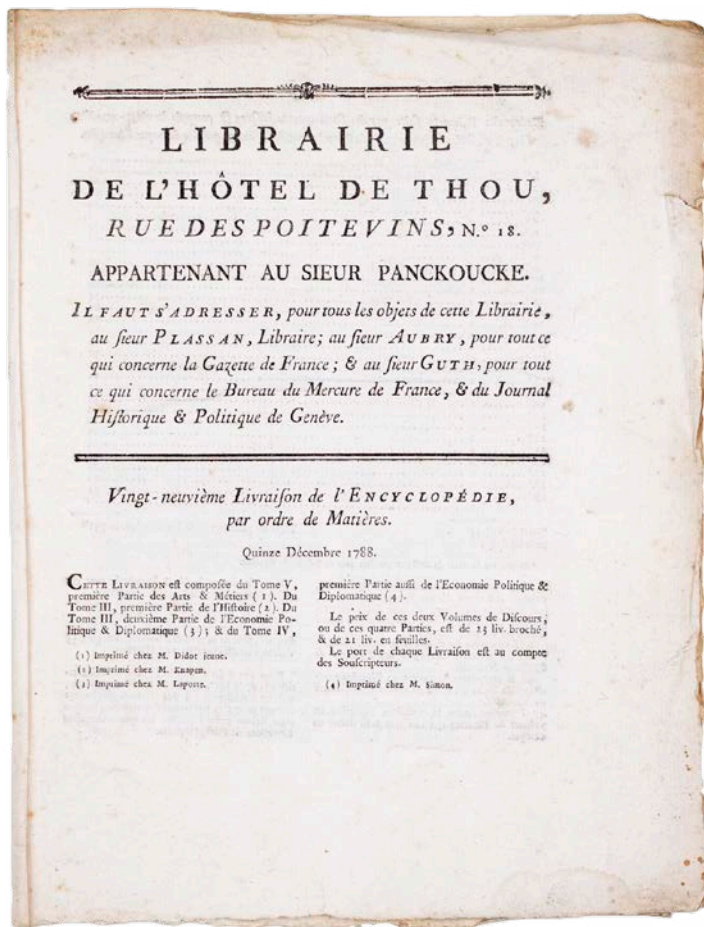 LIBRAIRIE
DE L'HÔTEL DE THOU,
RUE DES POITEVINS, N.º 18.
APPARTENANT AU SIEUR PANCKOUCKE.
IL FAUT S'ADRESSER, pour tous les objets de cette Librairie,
au ſieur PLASSAN, Libraire; au ſieur AUBRY, pour tout ce
qui concerne la Gazette de France; & au ſieur GUTH, pour tout
ce qui concerne le Bureau du Mercure de France, & du Journal
Hiſtorique & Politique de Genève.
Vingt-neuvième Livraiſon de l'ENCYCLOPÉDIE,
par ordre de Matières.
Quinze Décembre 1788.
CETTE LIVRAISON eſt compoſée du Tome V,
première Partie des Arts & Métiers (1). Du
Tome III, première Partie de l'Hiſtoire (2). Du
Tome III, deuxième Partie de l'Economie Po-
litique & Diplomatique (3); & du Tome IV,
(1) Imprimé chez M. Didot jeune.
(2) Imprimé chez M. Knapen.
(3) Imprimé chez M. Laporte.
première Partie auſſi de l'Economie Politique &
Diplomatique (4).
Le prix de ces deux Volumes de Diſcours,
ou de ces quatre Parties, eſt de 23 liv. broché,
& de 21 liv. en feuilles.
Le port de chaque Livraiſon eſt au compte
des Souſcripteurs.
(4) Imprimé chez M. Simon.